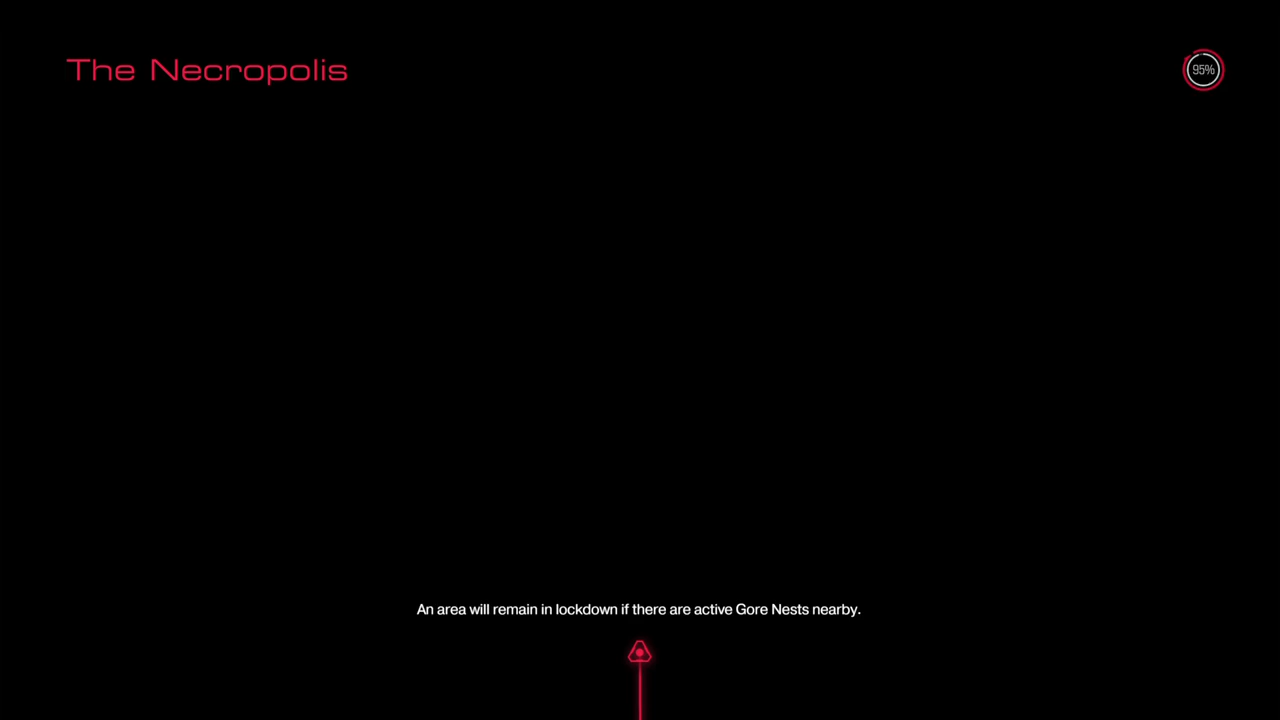 The Necropolis
95%
An area will remain in lockdown if there are active Gore Nests nearby.